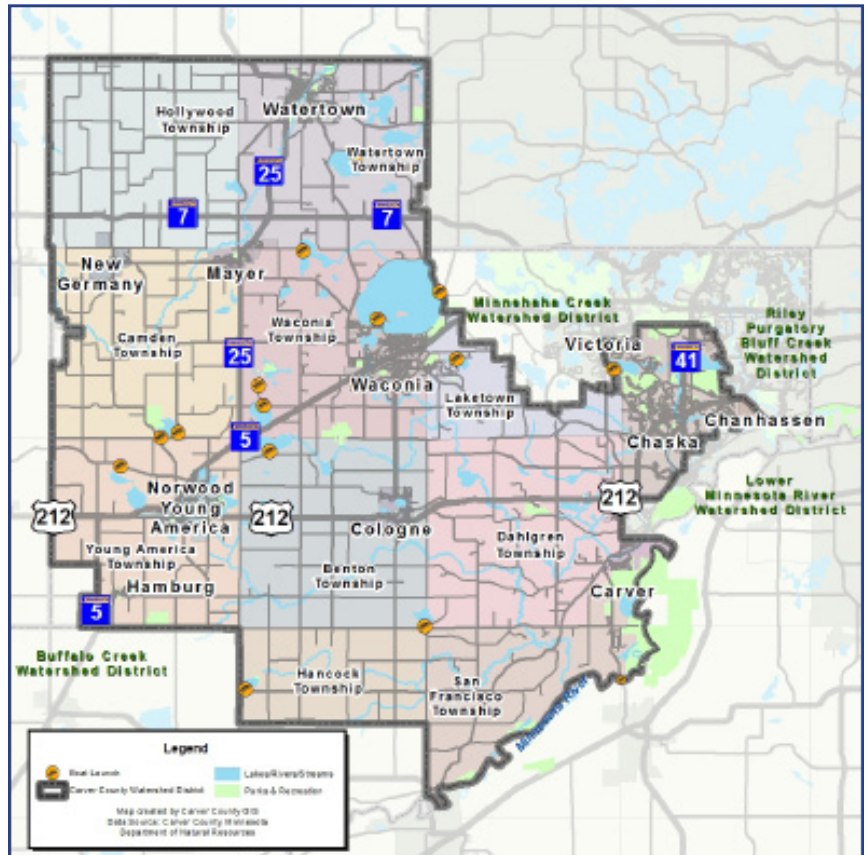 Hollywood
Township
Watertown
Watertown
Township
25
7
7
New
Germany
Mayer
Minnehaha Creek
Watershed District
Riley
Purgatory
Bluff Creek
Watershed
District
Camden
Township
Waconia
Township
25
Victoria
41
Waconia
Laketown
Township
Chanhassen
Chaska
5
Lower
Minnesota River
Watershed District
Norwood
Young
America
212
212
212
Cologne
Dahlgren
Township
Young America
Township
Benton
Township
Hamburg
Carver
5
Buffalo Creek
Watershed District
Hancock
Township
San
Francisco
Township
Minnesota River
Legend
Boat Launch
Lakes/Rivers/Streams
Carver County Watershed District
Parks & Recreation
Map created by Carver County GIS
Data Source: Carver County Minnesota
Department of Natural Resources